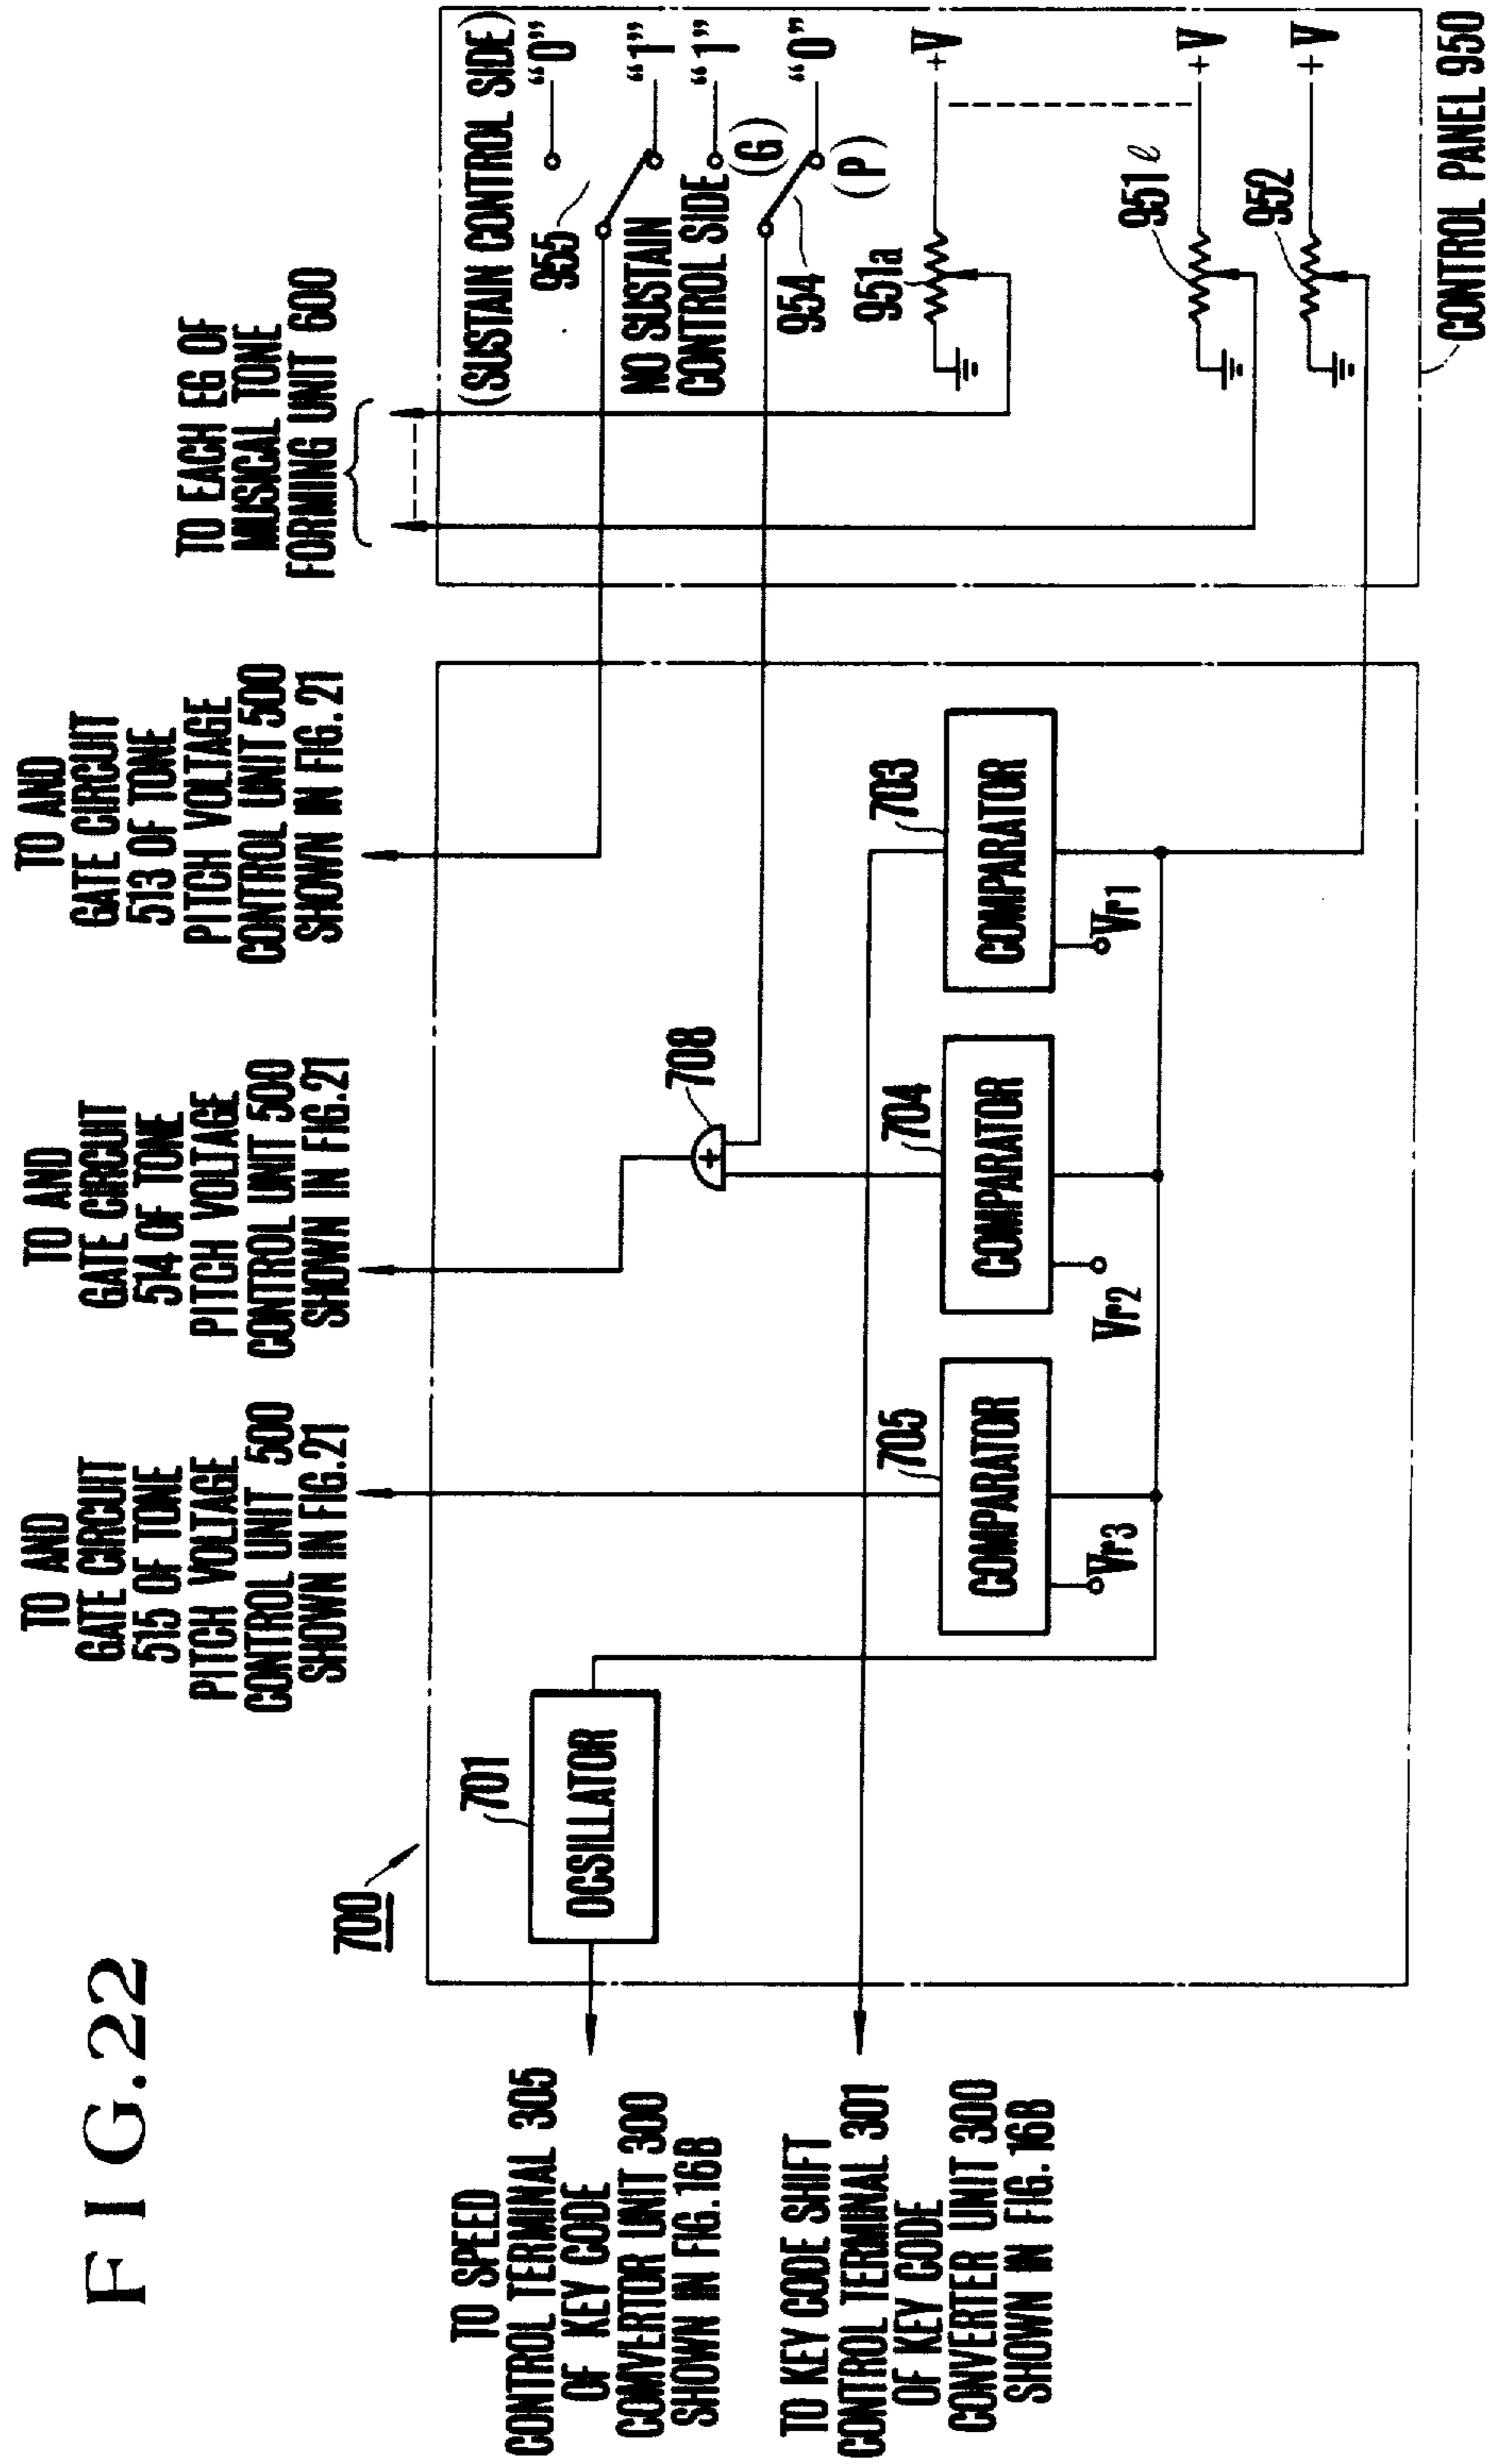 FIG.22
TO AND
GATE CIRCUIT
515 OF TONE
PITCH VOLTAGE
CONTROL UNIT 500
SHOWN IN FIG.21
TO AND
GATE CIRCUIT
514 OF TONE
PITCH VOLTAGE
CONTROL UNIT 500
SHOWN IN FIG.21
TO AND
GATE CIRCUIT
513 OF TONE
PITCH VOLTAGE
CONTROL UNIT 500
SHOWN IN FIG.21
TO EACH EG OF
MUSICAL TONE
FORMING UNIT 600
700
TO SPEED
CONTROL TERMINAL 305
OF KEY CODE
COMVERTOR UNIT 300
SHOWN IN FIG.16B
701
OCSILLATOR
TO KEY CODE SHIFT
CONTROL TERMINAL 301
OF KEY CODE
CONVERTER UNIT 300
SHOWN IN FIG.16B
708
+
705
COMPARATOR
Vr3
704
COMPARATOR
Vr2
703
COMPARATOR
Vr1
(SUSTAIN CONTROL SIDE)
"0"
955
"1"
NO SUSTAIN
CONTROL SIDE
"1"
(G)
954
"0"
(P)
951a
+V
951ℓ
+V
952
+V
CONTROL PANEL 950